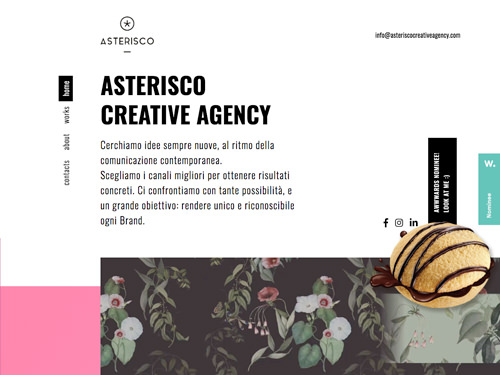 ASTERISCO
info@asteriscocreativeagency.com
ASTERISCO
CREATIVE AGENCY
home
works
about
contacts
Cerchiamo idee sempre nuove, al ritmo della
comunicazione contemporanea.
Scegliamo i canali migliori per ottenere risultati
concreti. Ci confrontiamo con tante possibilità, e
un grande obiettivo: rendere unico e riconoscibile
ogni Brand.
AWWWARDS NOMINEE!
LOOK AT ME :)
W.
Nominee